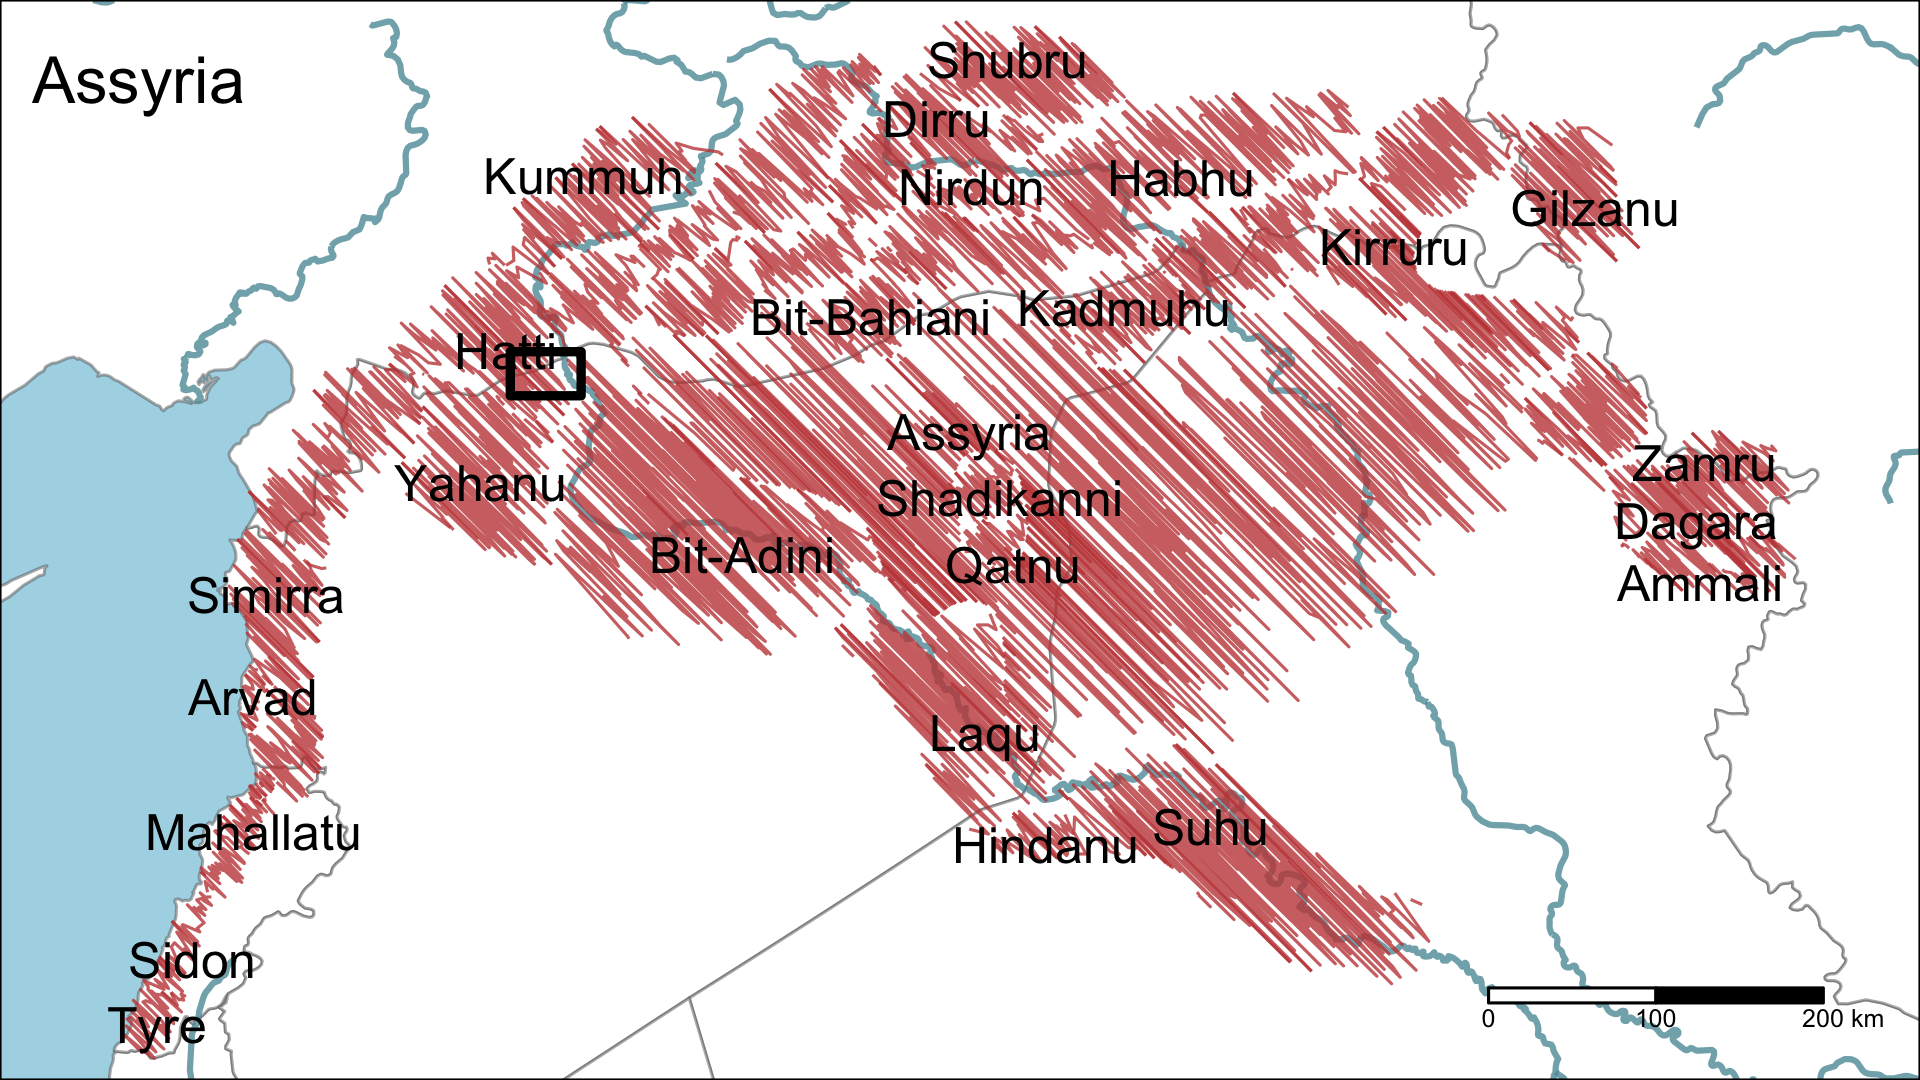 Assyria
Shubru
Dirru
Kummuh
Nirdun
Habhu
Gilzanu
Kirruru
Bit-Bahiani
Kadmuhu
Hatti
Assyria
Zamru
Yahanu
Shadikanni
Dagara
Bit-Adini
Qatnu
Ammali
Simirra
Arvad
Laqu
Mahallatu
Hindanu
Suhu
Sidon
Tyre
0 100 200 km